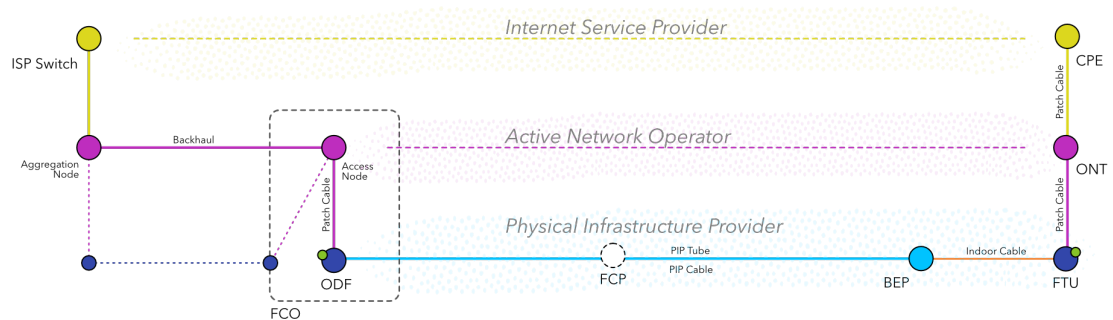 Internet Service Provider
ISP Switch
CPE
Patch Cable
Active Network Operator
Backhaul
Aggregation
Node
Access
Node
ONT
Patch Cable
Patch Cable
Physical Infrastructure Provider
PIP Tube
PIP Cable
Indoor Cable
ODF
FCP
BEP
FTU
FCO